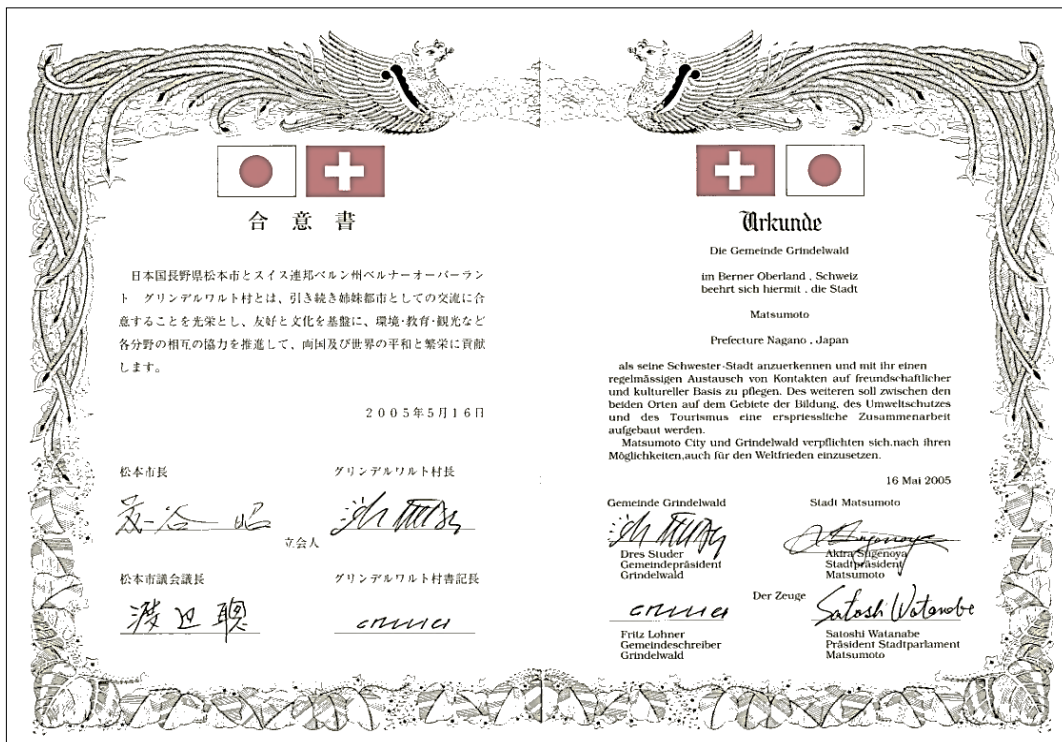 合意書
日本国長野県松本市とスイス連邦ベルン州ベルナーオーバーラン
ト グリンデルワルト村とは、引き続き姉妹都市としての交流に合
意することを光栄とし、友好と文化を基盤に、環境・教育・観光など
各分野の相互の協力を推進して、両国及び世界の平和と繁栄に貢献
します。
2005年5月16日
松本市長 グリンデルワルト村長
立会人
松本市議会議長 グリンデルワルト村書記長
渡辺聰
Urkunde
Die Gemeinde Grindelwald
im Berner Oberland , Schweiz
beehrt sich hiermit , die Stadt
Matsumoto
Prefecture Nagano , Japan
als seine Schwester-Stadt anzuerkennen und mit ihr einen
regelmässigen Austausch von Kontakten auf freundschaftlicher
und kultureller Basis zu pflegen. Des weiteren soll zwischen den
beiden Orten auf dem Gebiete der Bildung, des Umweltschutzes
und des Tourismus eine erspriessliche Zusammenarbeit
aufgebaut werden.
Matsumoto City und Grindelwald verpflichten sich,nach ihren
Möglichkeiten,auch für den Weltfrieden einzusetzen.
16 Mai 2005
Gemeinde Grindelwald Stadt Matsumoto
Dres Studer Akira Sugenoya
Gemeindepräsident Stadtpräsident
Grindelwald Matsumoto
Der Zeuge
Satoshi Watanabe
Fritz Lohner Satoshi Watanabe
Gemeindeschreiber Präsident Stadtparlament
Grindelwald Matsumoto